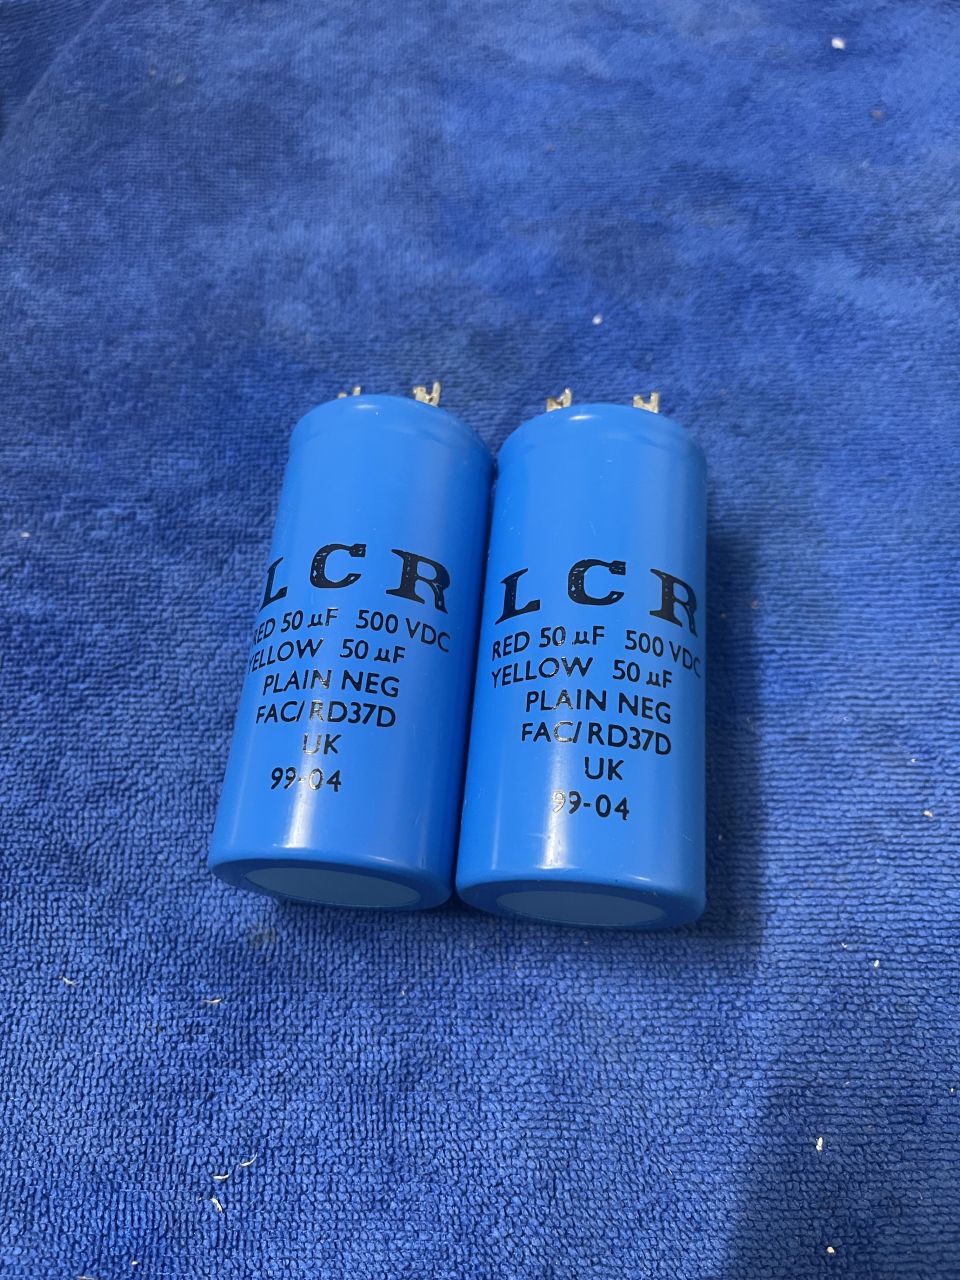 LCR
RED 50 µF 500 VDC
YELLOW 50 µF
PLAIN NEG
FAC/RD37D
UK
99-04
LCR
RED 50 µF 500 VDC
YELLOW 50 µF
PLAIN NEG
FAC/RD37D
UK
99-04